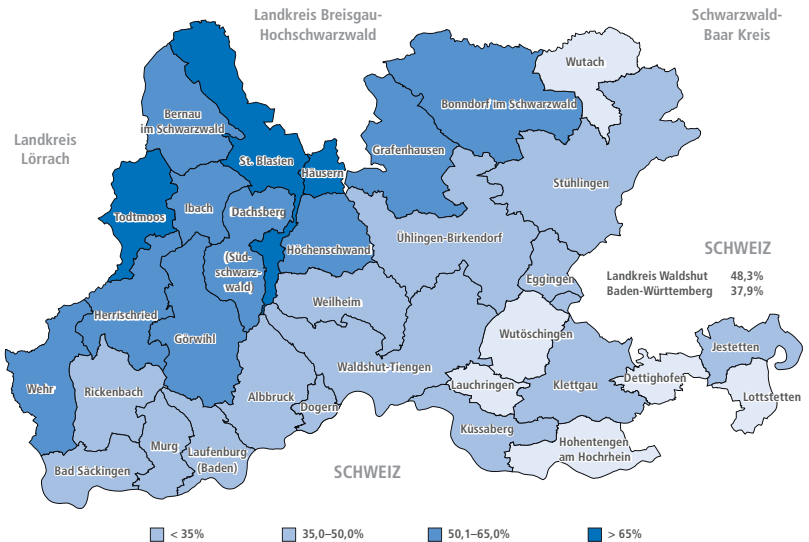 Landkreis Breisgau-
Hochschwarzwald
Schwarzwald-
Baar Kreis
Wutach
Bonndorf im Schwarzwald
Bernau
im Schwarzwald
Landkreis
Lörrach
Grafenhausen
St. Blasien
Häusern
Stühlingen
Todtmoos
Ibach
Dachsberg
Ühlingen-Birkendorf
Höchenschwand
(Süd-
schwarz-
wald)
SCHWEIZ
Eggingen
Landkreis Waldshut 48,3%
Baden-Württemberg 37,9%
Weilheim
Herrischried
Görwihl
Wutöschingen
Jestetten
Waldshut-Tiengen
Wehr
Rickenbach
Lauchringen
Klettgau
Dettighofen
Albbruck
Lottstetten
Dogern
Küssaberg
Murg
Laufenburg
(Baden)
Hohentengen
am Hochrhein
Bad Säckingen
SCHWEIZ
< 35% 35,0–50,0% 50,1–65,0% > 65%